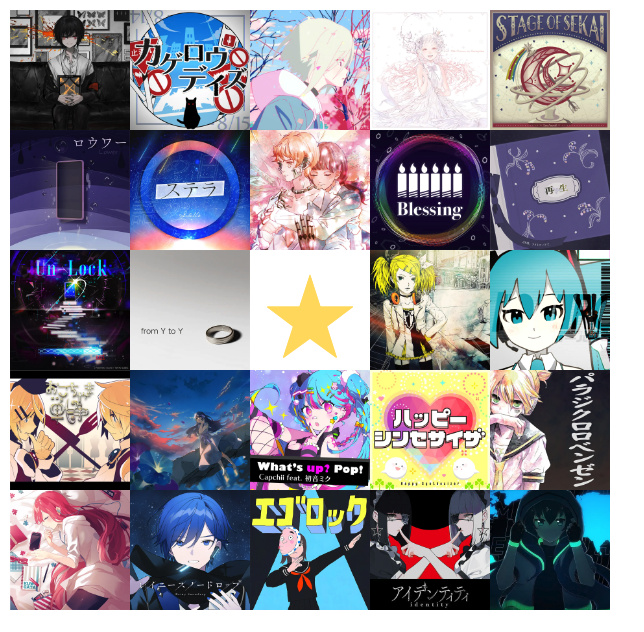 カゲロウ
デイズ
8/15
STAGE OF SEKAI
ロウワー
ステラ
Blessing
再生
Un-Lock
from Y to Y
What's up? Pop!
Capchii feat. 初音ミク
ハッピー
シンセサイザ
Happy Synthesizer
パラジクロロベンゼン
エゴロック
アイデンティティ
identity